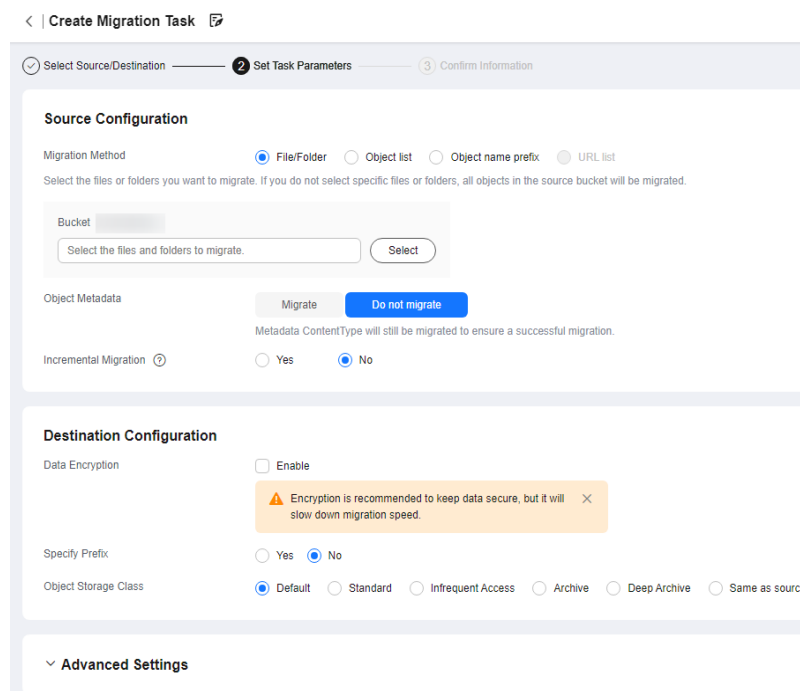 Create Migration Task
Select Source/Destination 2 Set Task Parameters 3 Confirm Information
Source Configuration
Migration Method File/Folder Object list Object name prefix URL list
Select the files or folders you want to migrate. If you do not select specific files or folders, all objects in the source bucket will be migrated.
Bucket
Select the files and folders to migrate. Select
Object Metadata Migrate Do not migrate
Metadata ContentType will still be migrated to ensure a successful migration.
Incremental Migration ? Yes No
Destination Configuration
Data Encryption Enable
Encryption is recommended to keep data secure, but it will
slow down migration speed.
Specify Prefix Yes No
Object Storage Class Default Standard Infrequent Access Archive Deep Archive Same as sourc
Advanced Settings